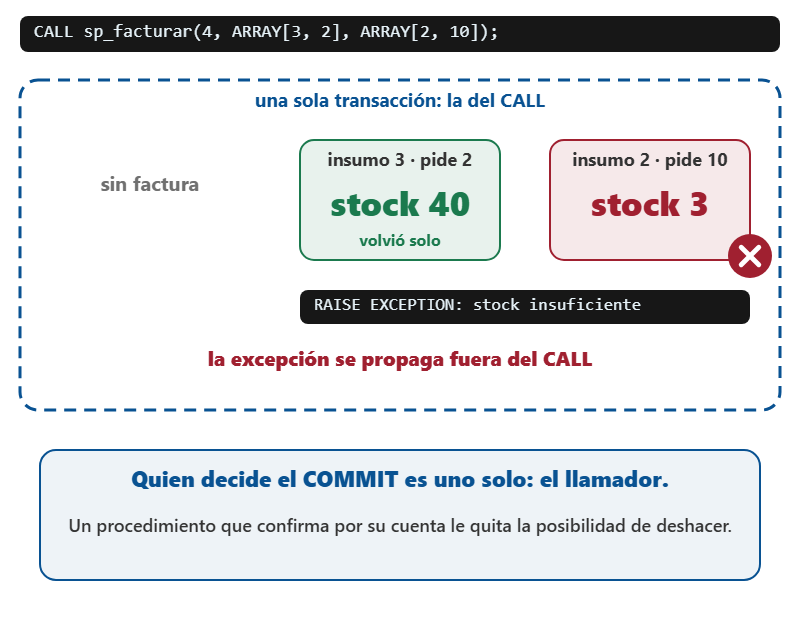 CALL sp_facturar(4, ARRAY[3, 2], ARRAY[2, 10]);
una sola transacción: la del CALL
sin factura
insumo 3 · pide 2
stock 40
volvió solo
insumo 2 · pide 10
stock 3
RAISE EXCEPTION: stock insuficiente
la excepción se propaga fuera del CALL
Quien decide el COMMIT es uno solo: el llamador.
Un procedimiento que confirma por su cuenta le quita la posibilidad de deshacer.